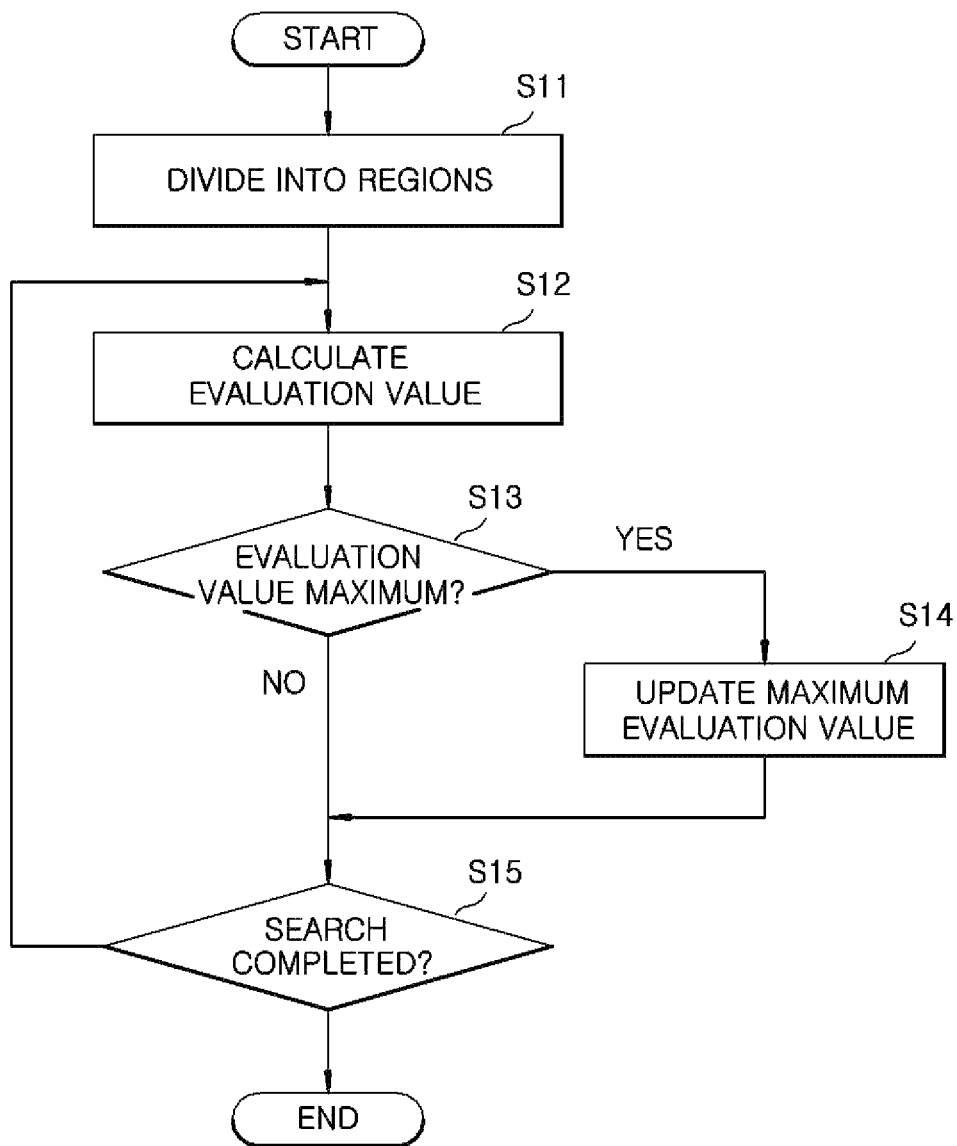 START
S11
DIVIDE INTO REGIONS
S12
CALCULATE
EVALUATION VALUE
S13
EVALUATION
VALUE MAXIMUM?
YES
NO
S14
UPDATE MAXIMUM
EVALUATION VALUE
S15
SEARCH
COMPLETED?
END